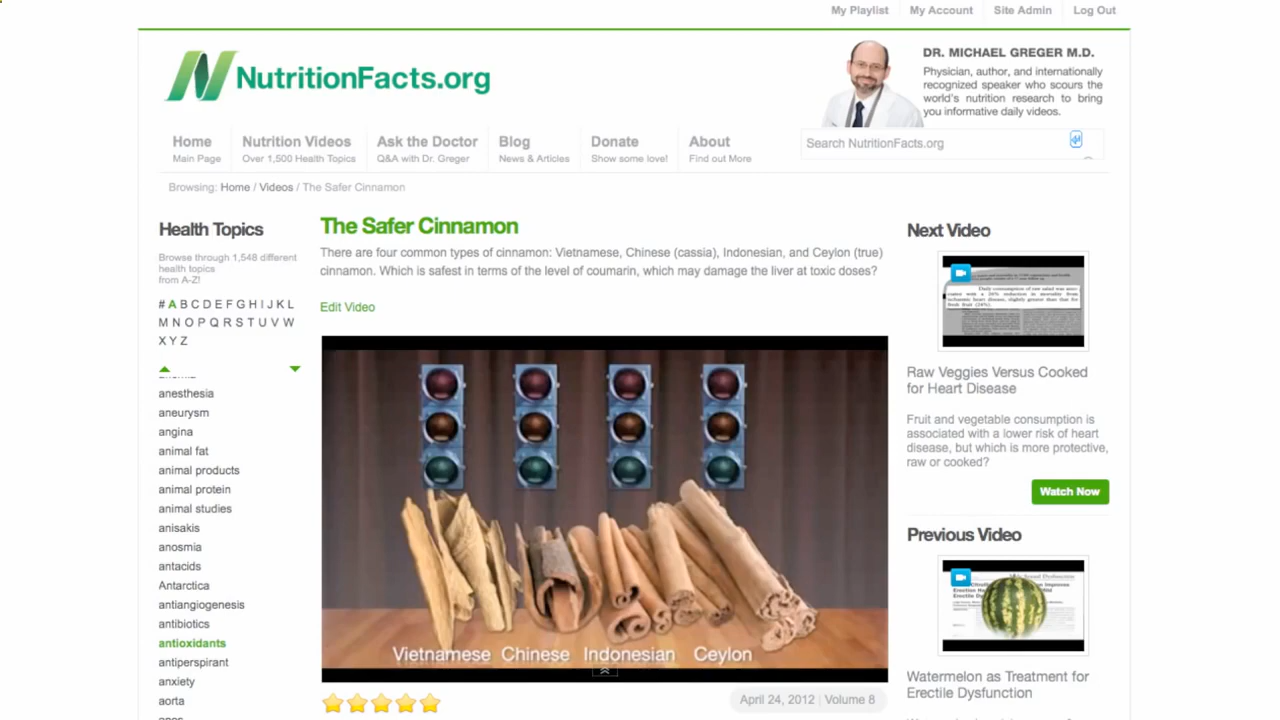 My Playlist
My Account
Site Admin
Log Out
NutritionFacts.org
DR. MICHAEL GREGER M.D.
Physician, author, and internationally
recognized speaker who scours the
world's nutrition research to bring
you informative daily videos.
Home
Main Page
Nutrition Videos
Over 1,500 Health Topics
Ask the Doctor
Q&A with Dr. Greger
Blog
News & Articles
Donate
Show some love!
About
Find out More
Search NutritionFacts.org
Browsing: Home / Videos / The Safer Cinnamon
Health Topics
Browse through 1,548 different
health topics
from A-Z!
# A B C D E F G H I J K L
M N O P Q R S T U V W
X Y Z
anesthesia
aneurysm
angina
animal fat
animal products
animal protein
animal studies
anisakis
anosmia
antacids
Antarctica
antiangiogenesis
antibiotics
antioxidants
antiperspirant
anxiety
aorta
The Safer Cinnamon
There are four common types of cinnamon: Vietnamese, Chinese (cassia), Indonesian, and Ceylon (true)
cinnamon. Which is safest in terms of the level of coumarin, which may damage the liver at toxic doses?
Edit Video
Vietnamese Chinese Indonesian Ceylon
April 24, 2012 | Volume 8
Next Video
Raw Veggies Versus Cooked
for Heart Disease
Fruit and vegetable consumption is
associated with a lower risk of heart
disease, but which is more protective,
raw or cooked?
Watch Now
Previous Video
Watermelon as Treatment for
Erectile Dysfunction